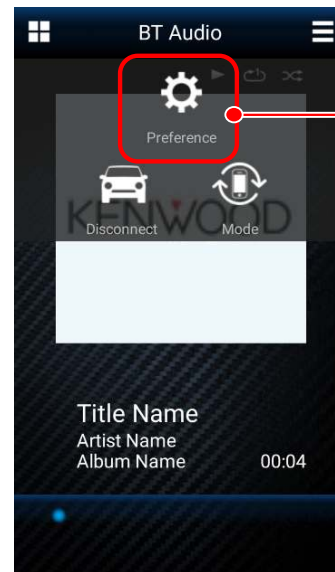 BT Audio
Preference
KENWOOD
Disconnect Mode
Title Name
Artist Name
Album Name 00:04